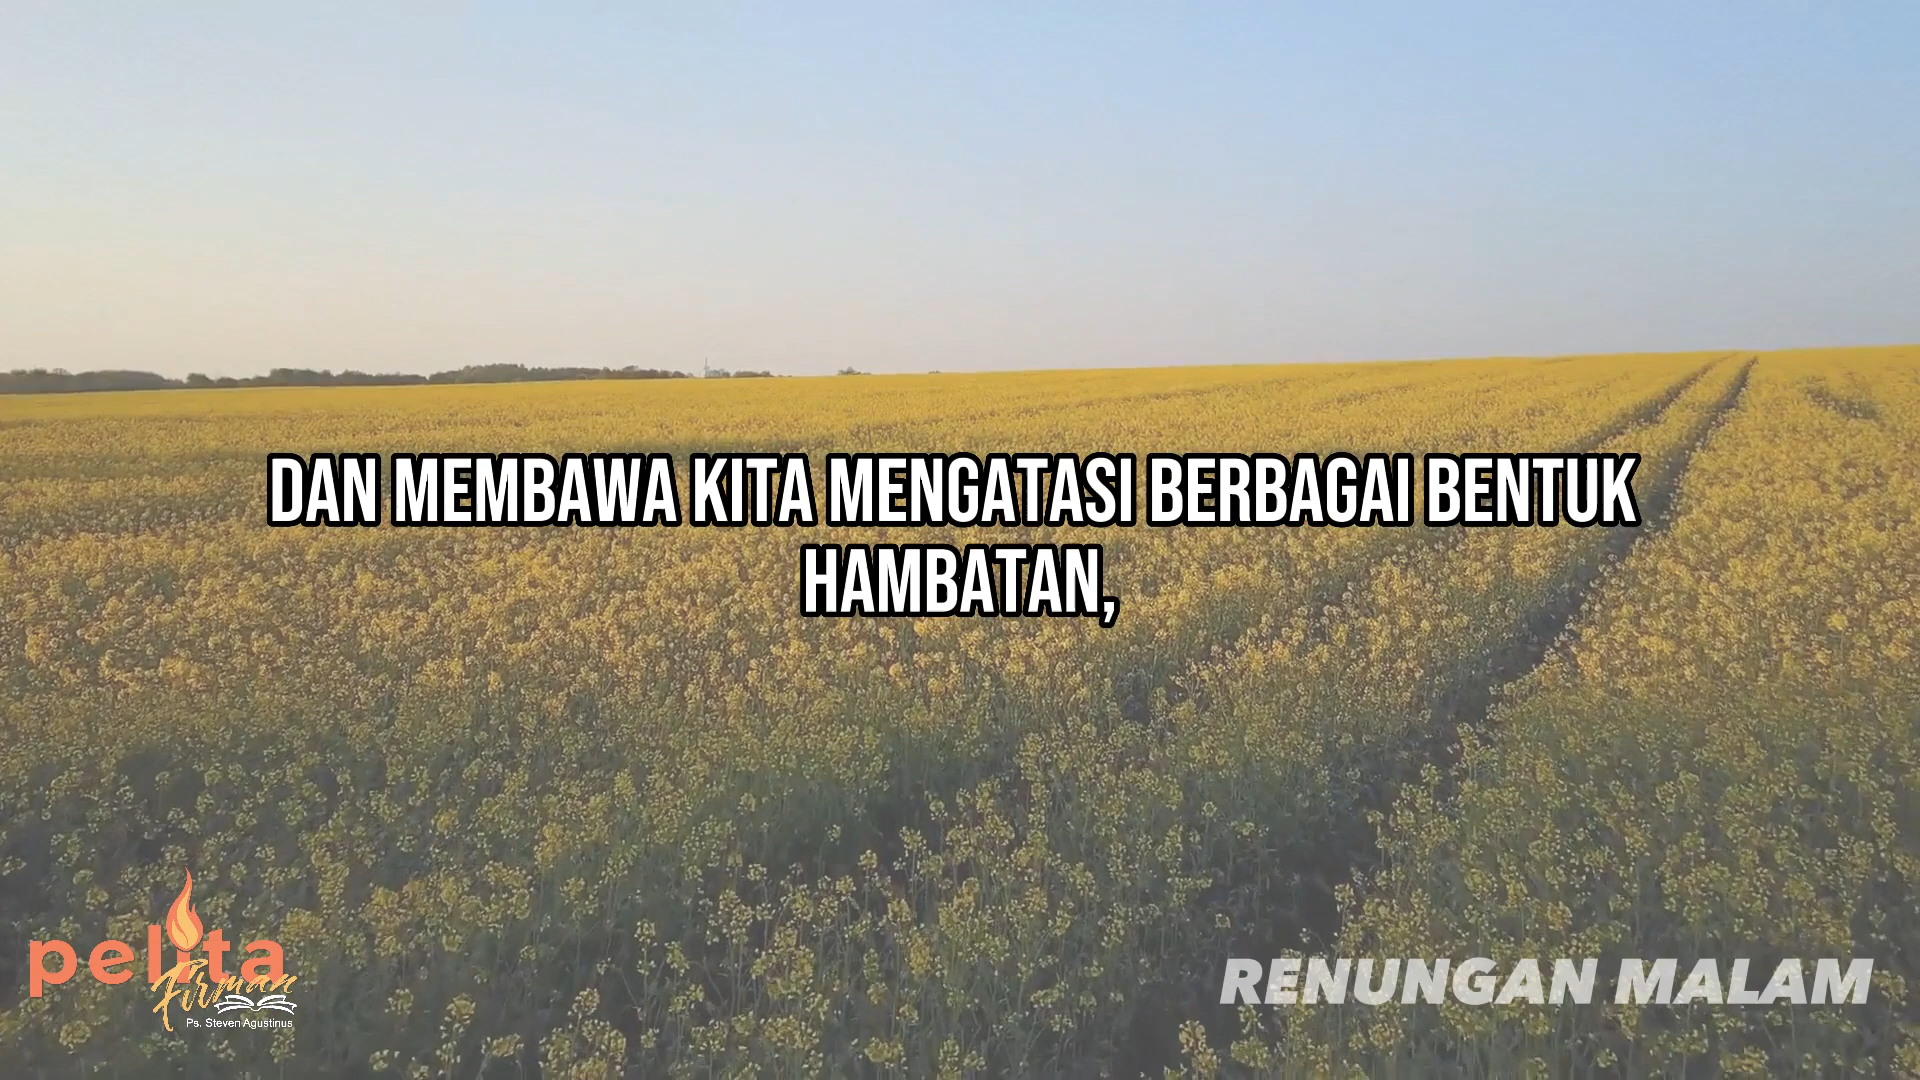 DAN MEMBAWA KITA MENGATASI BERBAGAI BENTUK
HAMBATAN,
pelita
Firman
Ps. Steven Agustinus
RENUNGAN MALAM